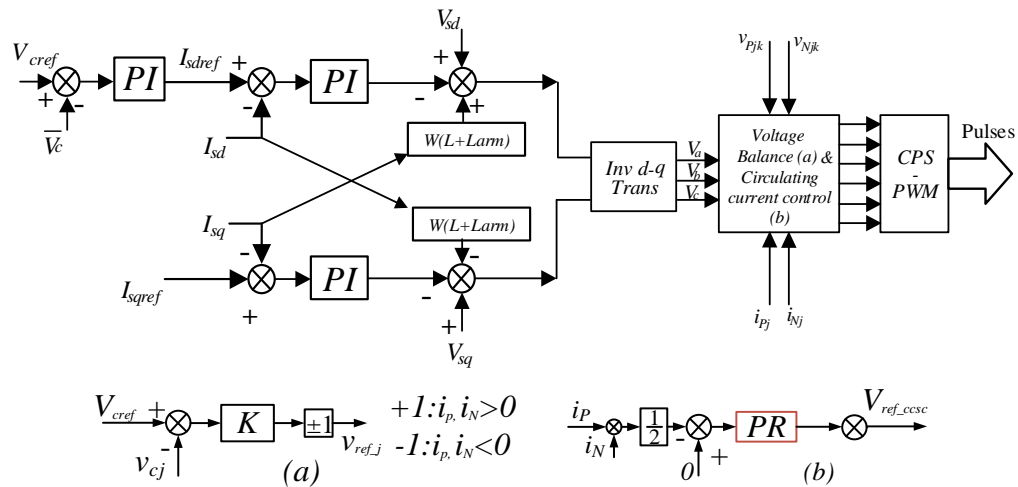 V_sd
v_Pjk v_Njk
V_cref + - PI I_sdref + - PI - + +
V̅_c
I_sd
W(L+Larm)
Inv d-q
Trans
V_a
V_b
V_c
Voltage
Balance (a) &
Circulating
current control
(b)
CPS
-
PWM
Pulses
I_sq
W(L+Larm)
I_sqref - + PI - - +
V_sq
i_Pj i_Nj
V_cref + - K ±1 v_ref_j
v_cj
(a)
+1:i_p, i_N>0
-1:i_p, i_N<0
i_P i_N 1/2 - + PR V_ref_ccsc
0
(b)